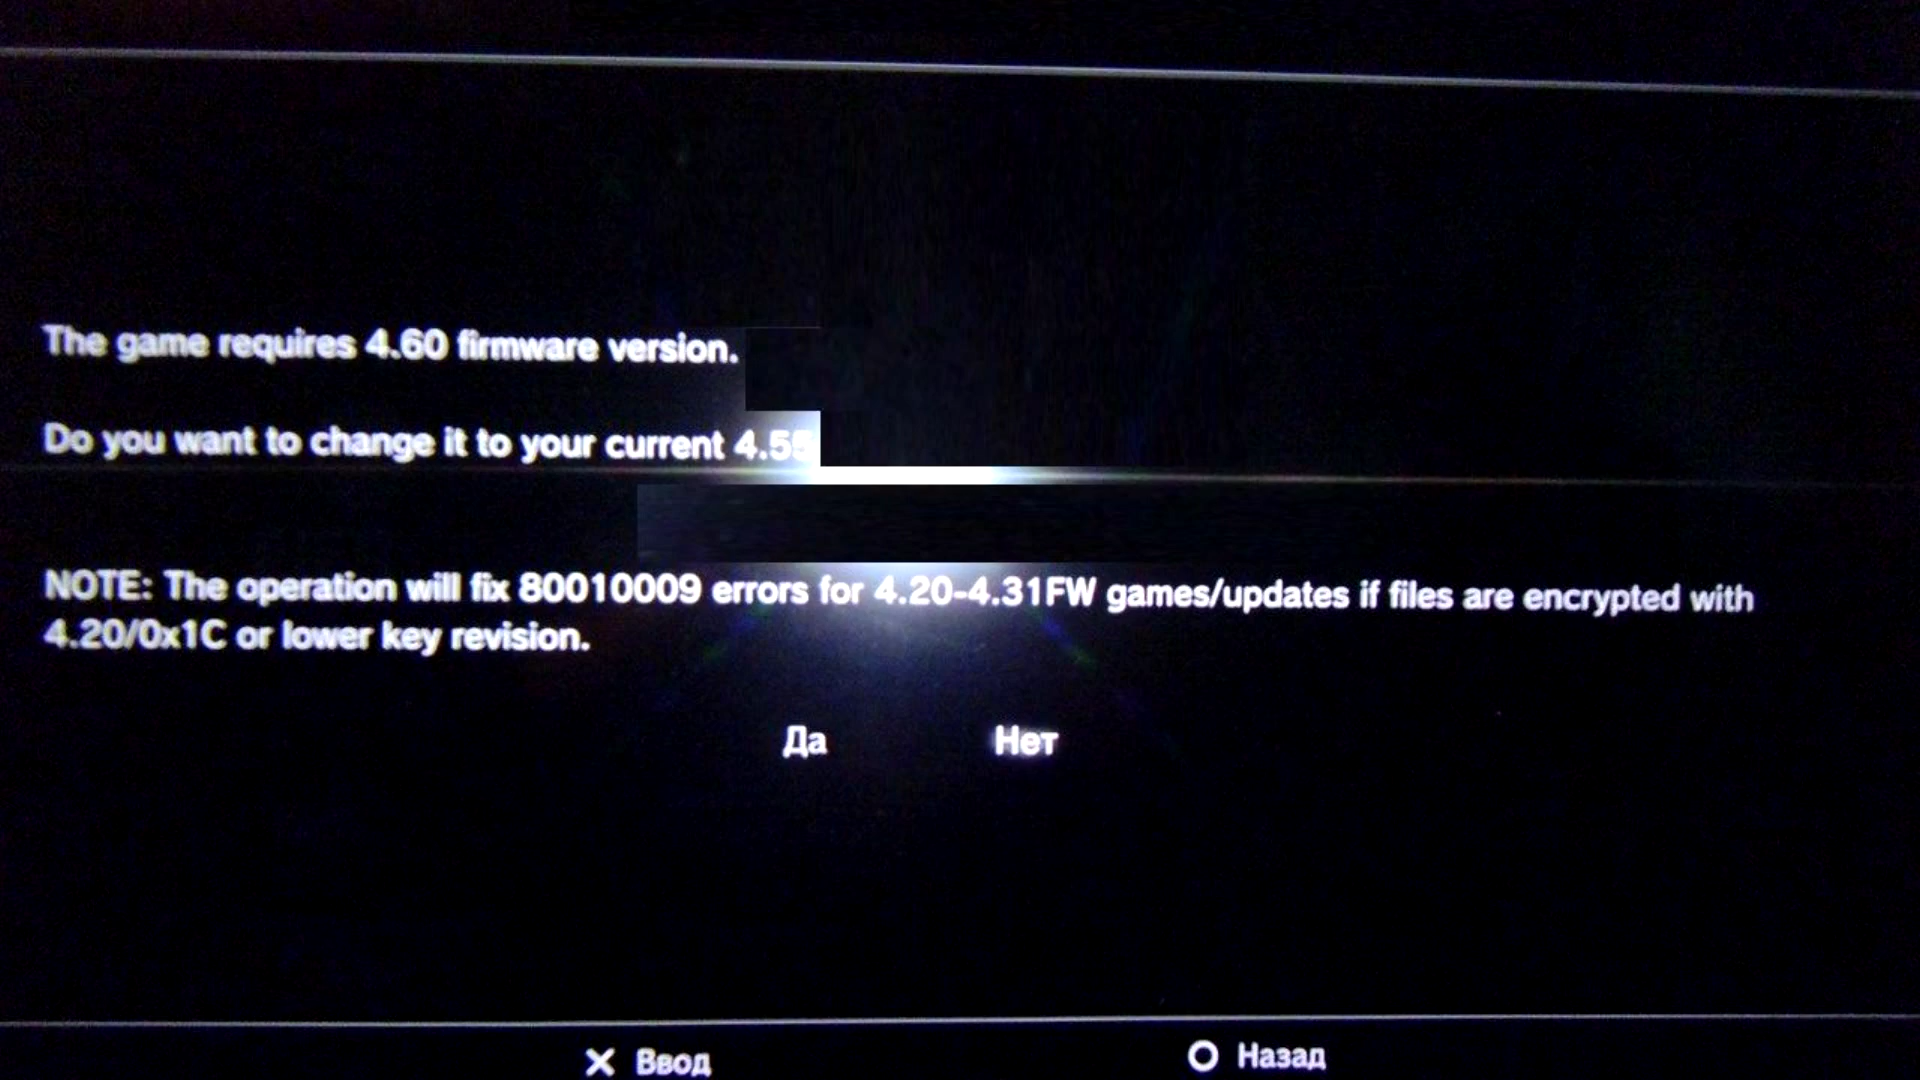 The game requires 4.60 firmware version.
Do you want to change it to your current 4.55
NOTE: The operation will fix 80010009 errors for 4.20-4.31FW games/updates if files are encrypted with
4.20/0x1C or lower key revision.
Да Нет
Ввод Назад